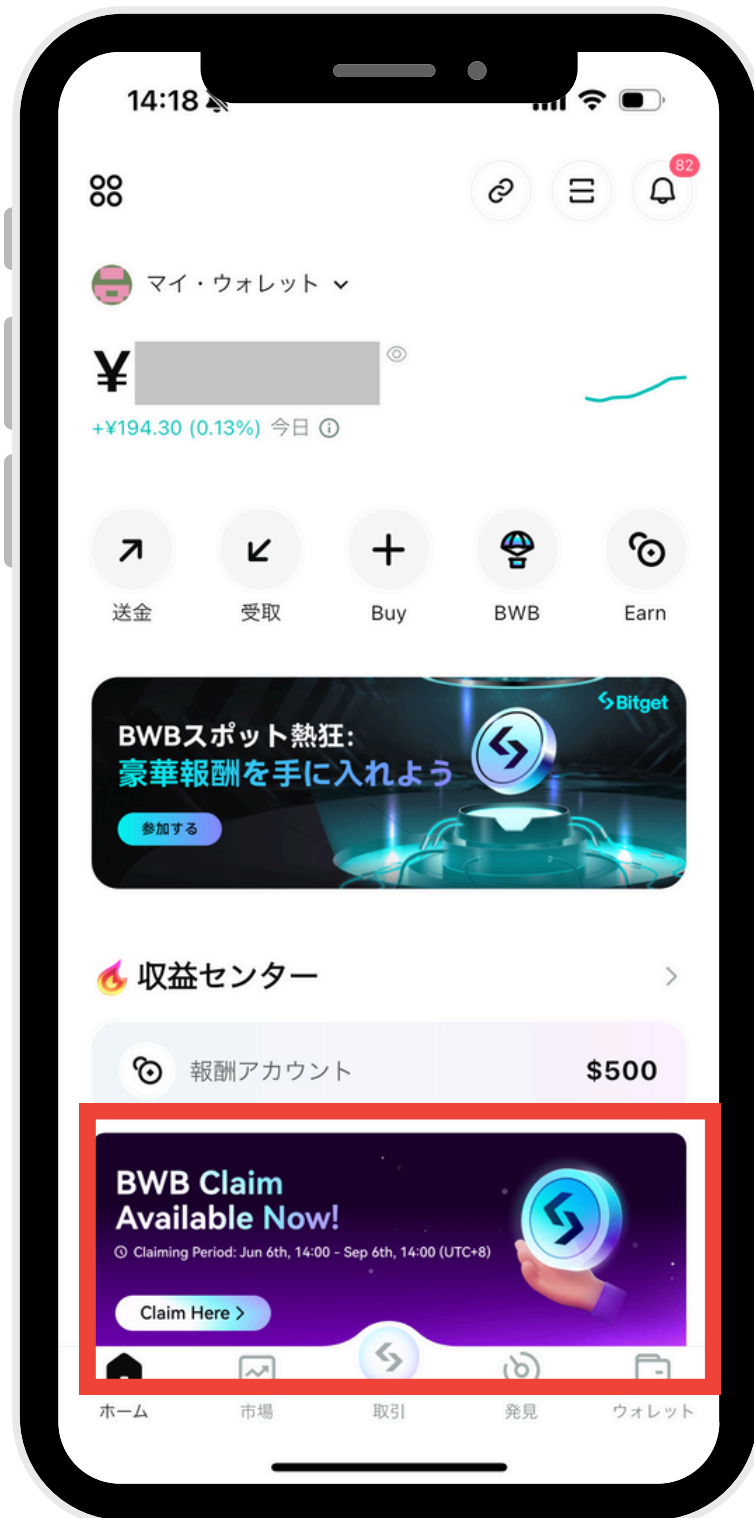 14:18
82
マイ・ウォレット
¥
+¥194.30 (0.13%) 今日
送金
受取
Buy
BWB
Earn
Bitget
BWBスポット熱狂:
豪華報酬を手に入れよう
参加する
収益センター
報酬アカウント
$500
BWB Claim
Available Now!
Claiming Period: Jun 6th, 14:00 – Sep 6th, 14:00 (UTC+8)
Claim Here >
ホーム
市場
取引
発見
ウォレット